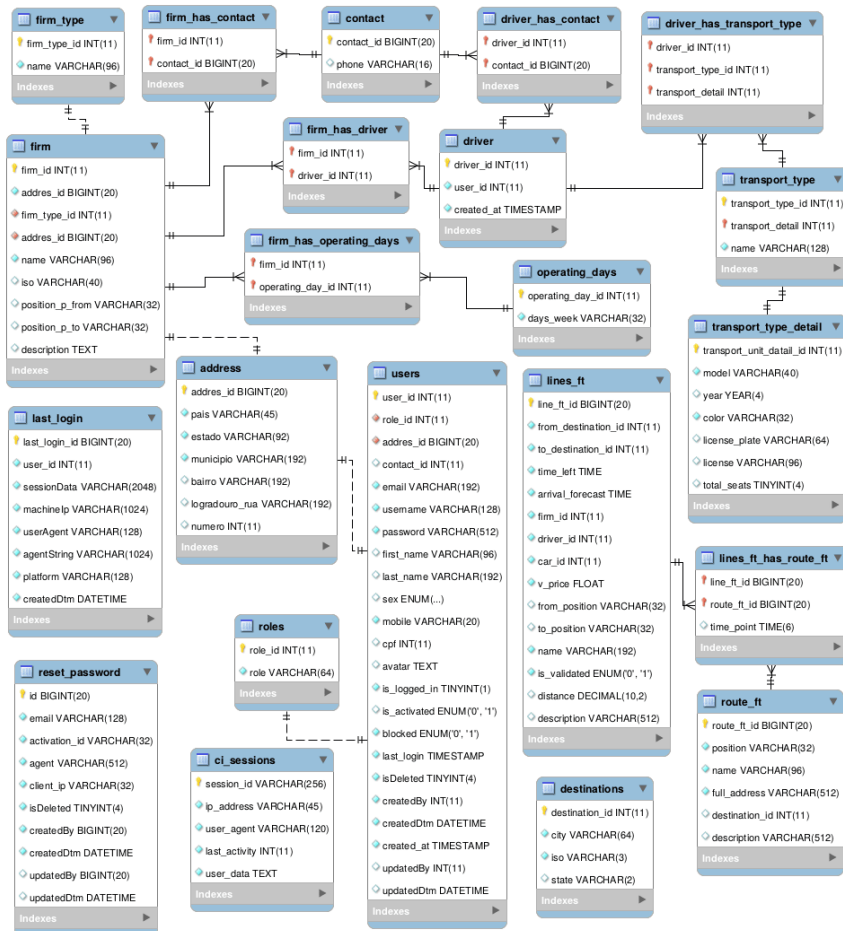 firm_type
firm_type_id INT(11)
name VARCHAR(96)
Indexes
firm_has_contact
firm_id INT(11)
contact_id BIGINT(20)
Indexes
contact
contact_id BIGINT(20)
phone VARCHAR(16)
Indexes
driver_has_contact
driver_id INT(11)
contact_id BIGINT(20)
Indexes
driver_has_transport_type
driver_id INT(11)
transport_type_id INT(11)
transport_detail INT(11)
Indexes
firm
firm_id INT(11)
addres_id BIGINT(20)
firm_type_id INT(11)
addres_id BIGINT(20)
name VARCHAR(96)
iso VARCHAR(40)
position_p_from VARCHAR(32)
position_p_to VARCHAR(32)
description TEXT
Indexes
firm_has_driver
firm_id INT(11)
driver_id INT(11)
Indexes
driver
driver_id INT(11)
user_id INT(11)
created_at TIMESTAMP
Indexes
transport_type
transport_type_id INT(11)
transport_detail INT(11)
name VARCHAR(128)
Indexes
firm_has_operating_days
firm_id INT(11)
operating_day_id INT(11)
Indexes
operating_days
operating_day_id INT(11)
days_week VARCHAR(32)
Indexes
transport_type_detail
transport_unit_datail_id INT(11)
model VARCHAR(40)
year YEAR(4)
color VARCHAR(32)
license_plate VARCHAR(64)
license VARCHAR(96)
total_seats TINYINT(4)
Indexes
address
addres_id BIGINT(20)
pais VARCHAR(45)
estado VARCHAR(92)
municipio VARCHAR(192)
bairro VARCHAR(192)
logradouro_rua VARCHAR(192)
numero INT(11)
Indexes
users
user_id INT(11)
role_id INT(11)
addres_id BIGINT(20)
contact_id INT(11)
email VARCHAR(192)
username VARCHAR(128)
password VARCHAR(512)
first_name VARCHAR(96)
last_name VARCHAR(192)
sex ENUM(...)
mobile VARCHAR(20)
cpf INT(11)
avatar TEXT
is_logged_in TINYINT(1)
is_activated ENUM('0', '1')
blocked ENUM('0', '1')
last_login TIMESTAMP
isDeleted TINYINT(4)
createdBy INT(11)
createdDtm DATETIME
created_at TIMESTAMP
updatedBy INT(11)
updatedDtm DATETIME
Indexes
lines_ft
line_ft_id BIGINT(20)
from_destination_id INT(11)
to_destination_id INT(11)
time_left TIME
arrival_forecast TIME
firm_id INT(11)
driver_id INT(11)
car_id INT(11)
v_price FLOAT
from_position VARCHAR(32)
to_position VARCHAR(32)
name VARCHAR(192)
is_validated ENUM('0', '1')
distance DECIMAL(10,2)
description VARCHAR(512)
Indexes
last_login
last_login_id BIGINT(20)
user_id INT(11)
sessionData VARCHAR(2048)
machineIp VARCHAR(1024)
userAgent VARCHAR(128)
agentString VARCHAR(1024)
platform VARCHAR(128)
createdDtm DATETIME
Indexes
lines_ft_has_route_ft
line_ft_id BIGINT(20)
route_ft_id BIGINT(20)
time_point TIME(6)
Indexes
roles
role_id INT(11)
role VARCHAR(64)
Indexes
reset_password
id BIGINT(20)
email VARCHAR(128)
activation_id VARCHAR(32)
agent VARCHAR(512)
client_ip VARCHAR(32)
isDeleted TINYINT(4)
createdBy BIGINT(20)
createdDtm DATETIME
updatedBy BIGINT(20)
updatedDtm DATETIME
Indexes
route_ft
route_ft_id BIGINT(20)
position VARCHAR(32)
name VARCHAR(96)
full_address VARCHAR(512)
destination_id INT(11)
description VARCHAR(512)
Indexes
ci_sessions
session_id VARCHAR(256)
ip_address VARCHAR(45)
user_agent VARCHAR(120)
last_activity INT(11)
user_data TEXT
Indexes
destinations
destination_id INT(11)
city VARCHAR(64)
iso VARCHAR(3)
state VARCHAR(2)
Indexes